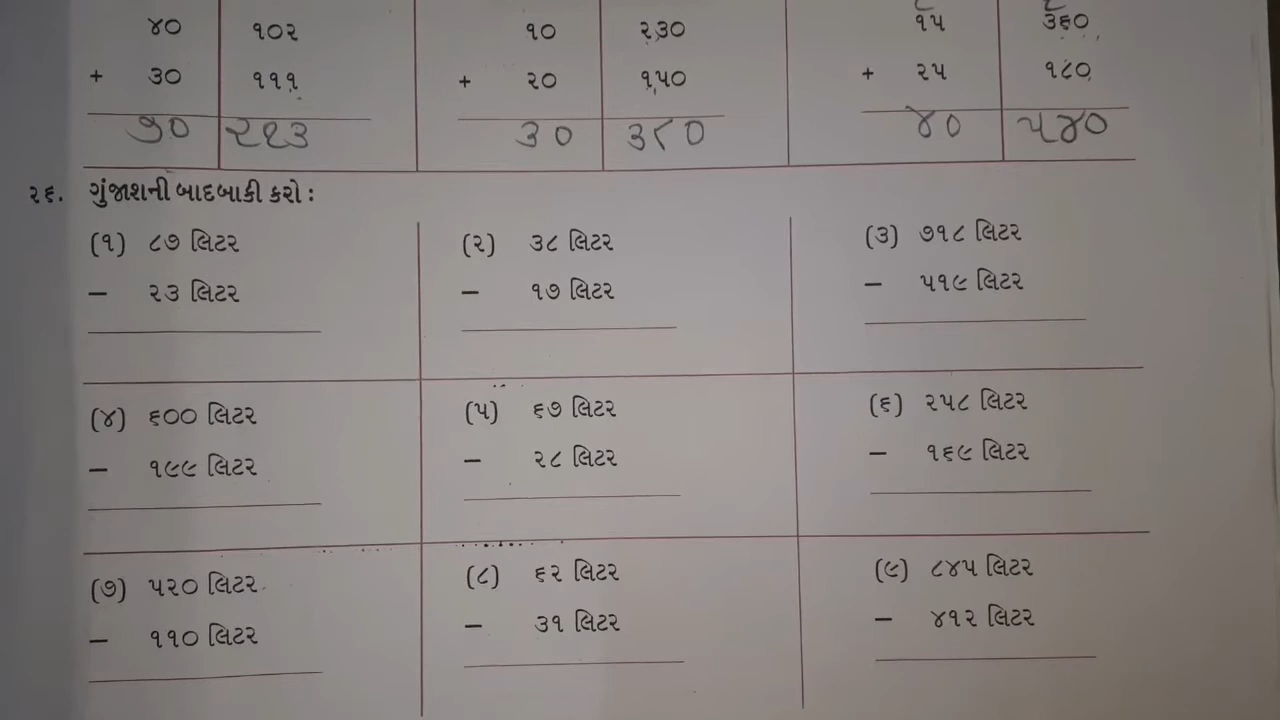 ૪૦ ૧૦૨ ૧૦ ૨૩૦ ૧૫ ૩૬૦
+ ૩૦ ૧૧૧ + ૨૦ ૧૫૦ + ૨૫ ૧૮૦
૭૦ ૨૧૩ ૩૦ ૩૮૦ ૪૦ ૫૪૦
૨૬. ગુંજાશની બાદબાકી કરો :
(૧) ૮૭ લિટર (૨) ૩૮ લિટર (૩) ૭૧૮ લિટર
– ૨૩ લિટર – ૧૭ લિટર – ૫૧૯ લિટર
(૪) ૬૦૦ લિટર (૫) ૬૭ લિટર (૬) ૨૫૮ લિટર
– ૧૯૯ લિટર – ૨૮ લિટર – ૧૬૯ લિટર
(૭) ૫૨૦ લિટર (૮) ૬૨ લિટર (૯) ૮૪૫ લિટર
– ૧૧૦ લિટર – ૩૧ લિટર – ૪૧૨ લિટર